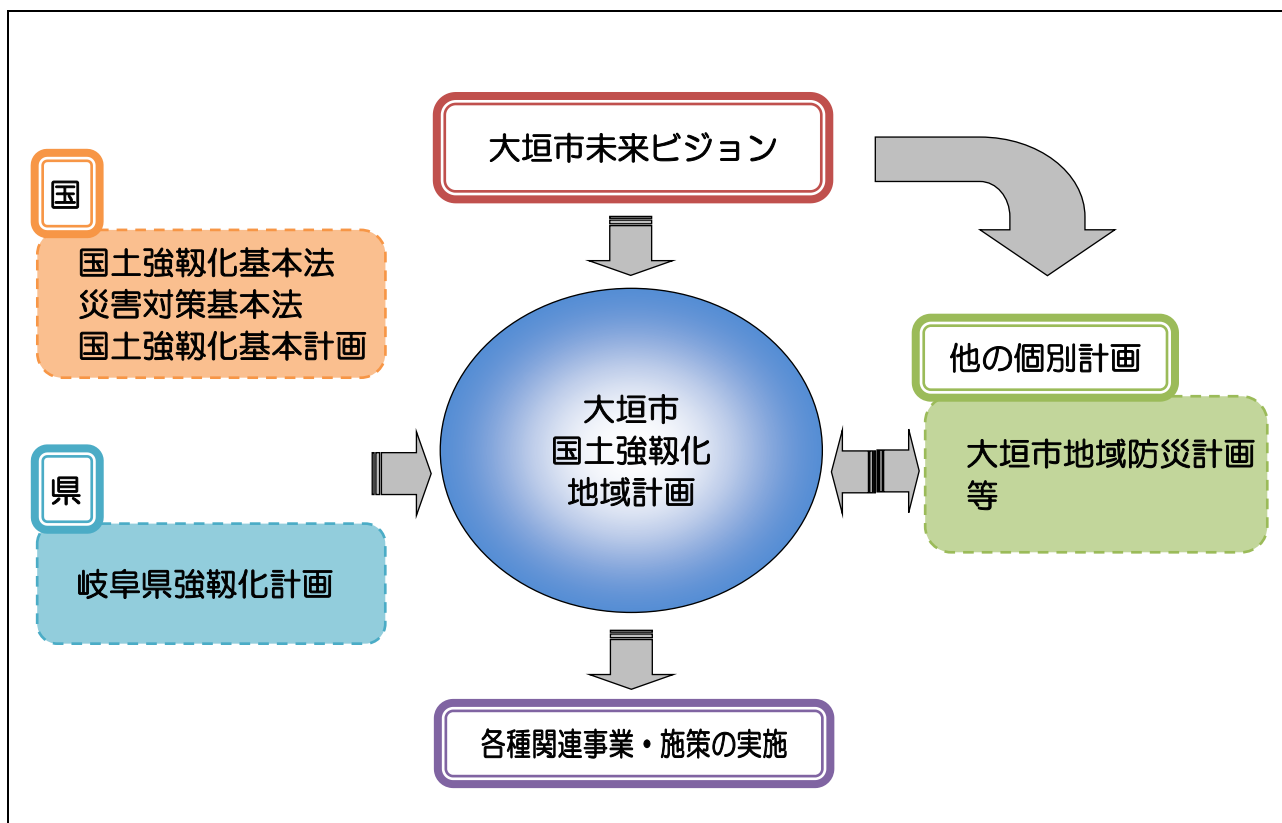 大垣市未来ビジョン
国
国土強靱化基本法
災害対策基本法
国土強靱化基本計画
県
岐阜県強靱化計画
大垣市
国土強靱化
地域計画
他の個別計画
大垣市地域防災計画
等
各種関連事業・施策の実施